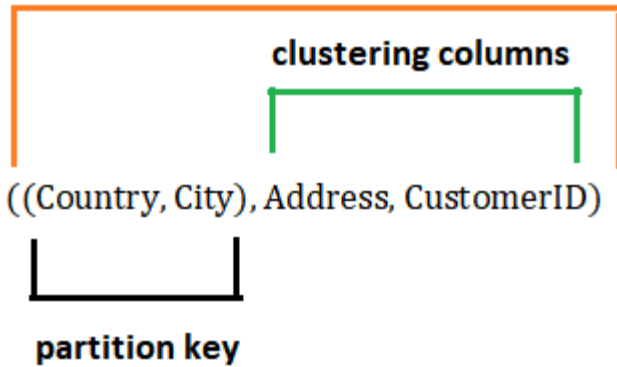 clustering columns
((Country, City), Address, CustomerID)
partition key